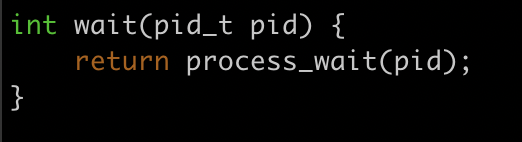 int wait(pid_t pid) {
    return process_wait(pid);
}